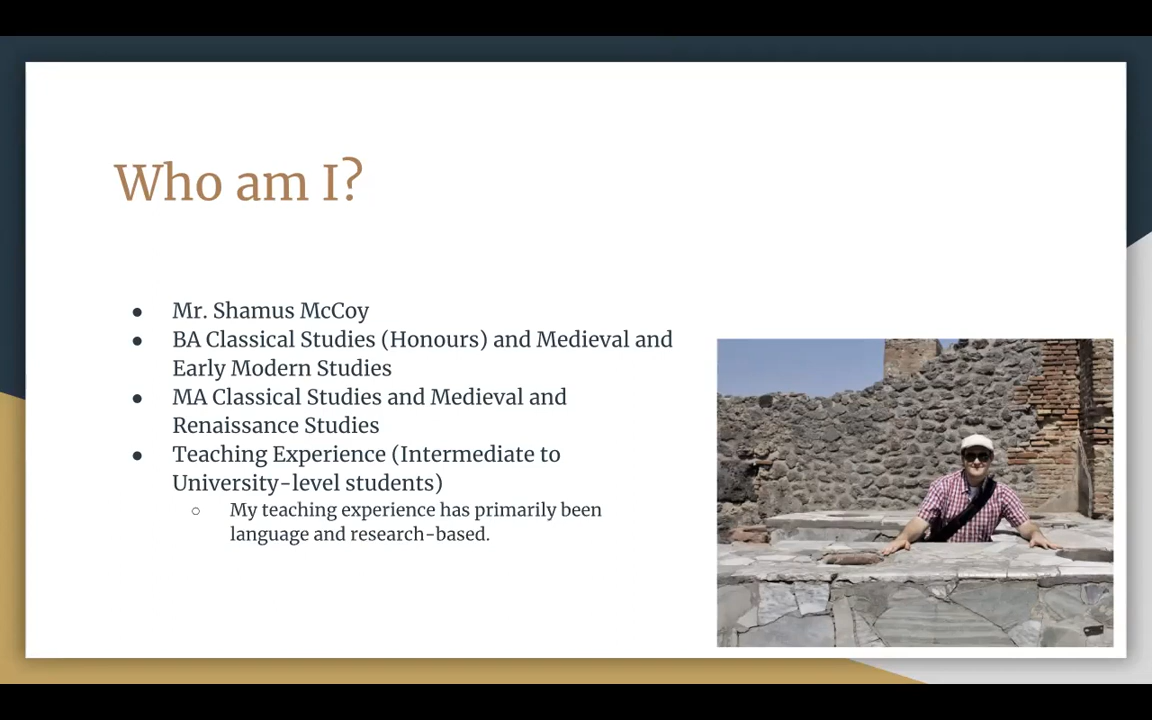 Who am I?
● Mr. Shamus McCoy
● BA Classical Studies (Honours) and Medieval and
Early Modern Studies
● MA Classical Studies and Medieval and
Renaissance Studies
● Teaching Experience (Intermediate to
University-level students)
○ My teaching experience has primarily been
language and research-based.